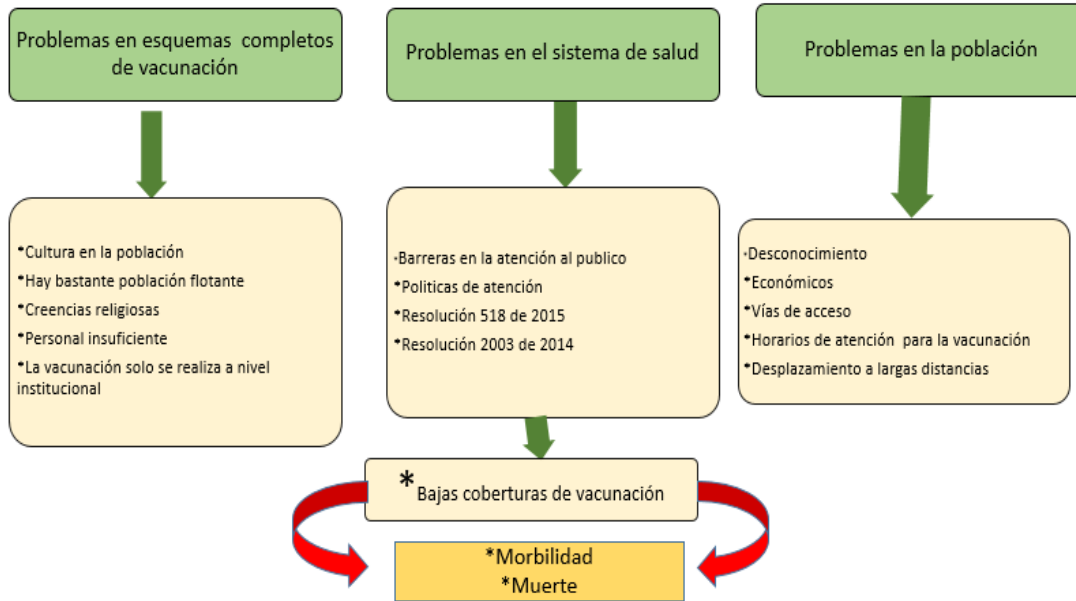 Problemas en esquemas completos
de vacunación
Problemas en el sistema de salud
Problemas en la población
*Cultura en la población
*Hay bastante población flotante
*Creencias religiosas
*Personal insuficiente
*La vacunación solo se realiza a nivel
institucional
*Barreras en la atención al publico
*Politicas de atención
*Resolución 518 de 2015
*Resolución 2003 de 2014
*Desconocimiento
*Económicos
*Vías de acceso
*Horarios de atención para la vacunación
*Desplazamiento a largas distancias
*Bajas coberturas de vacunación
*Morbilidad
*Muerte